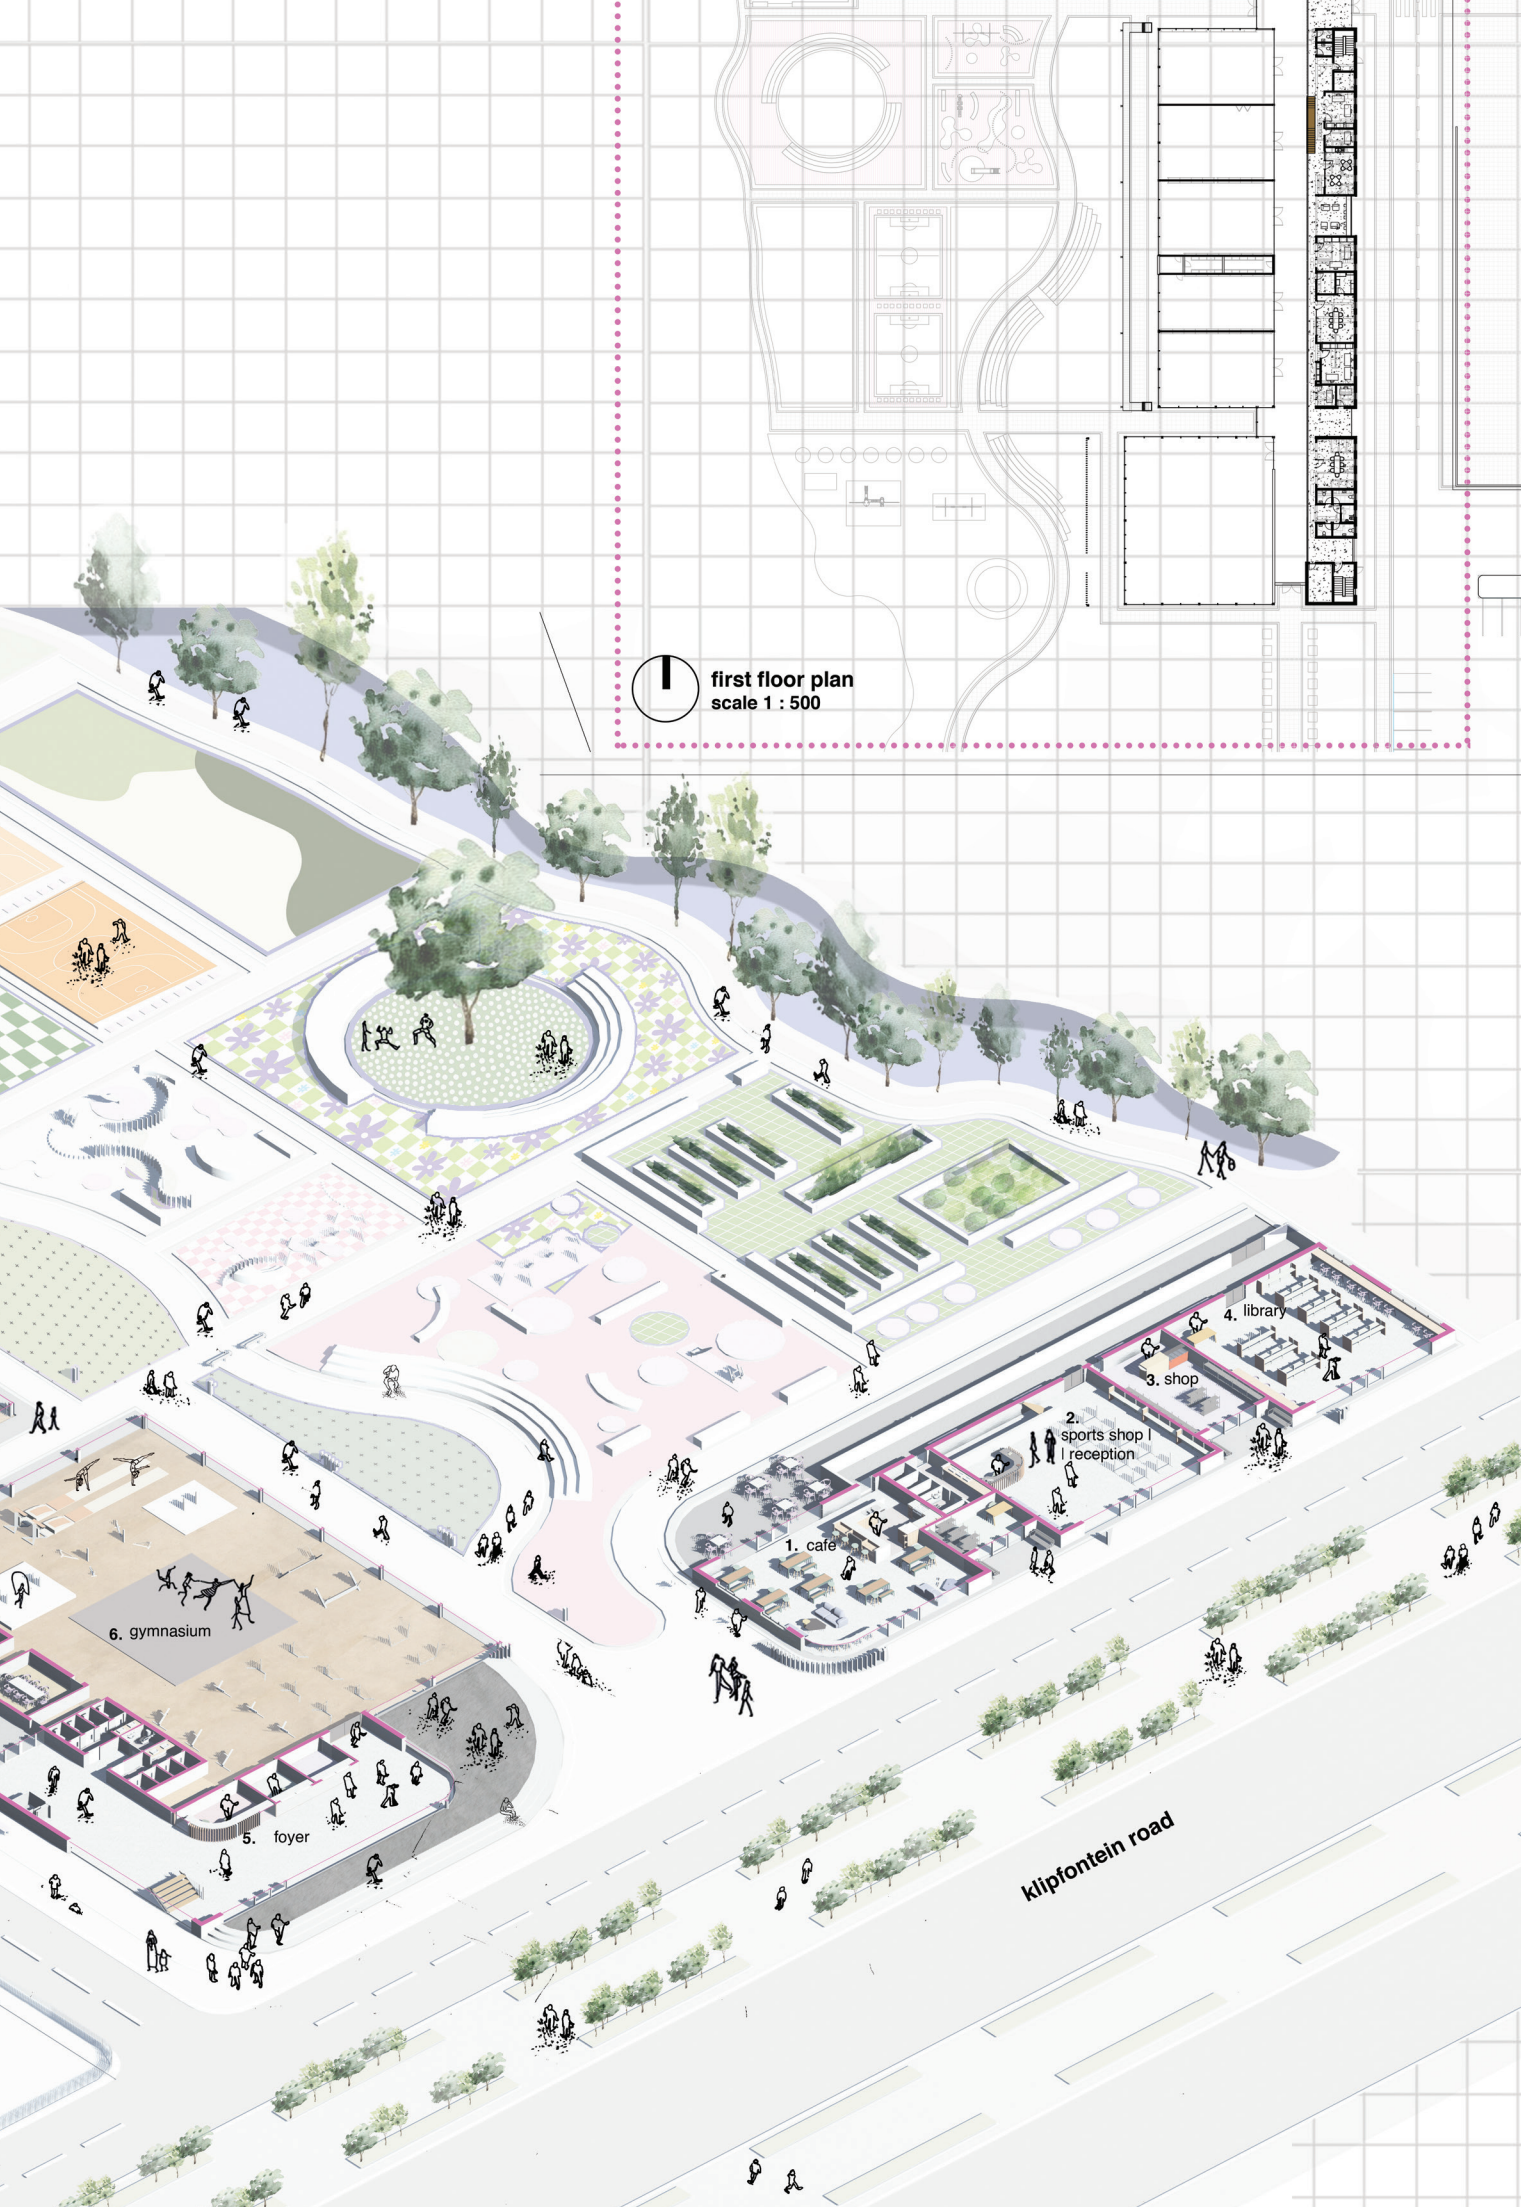 first floor plan
scale 1 : 500
4. library
3. shop
2.
sports shop |
| reception
1. cafe
6. gymnasium
5. foyer
klipfontein road